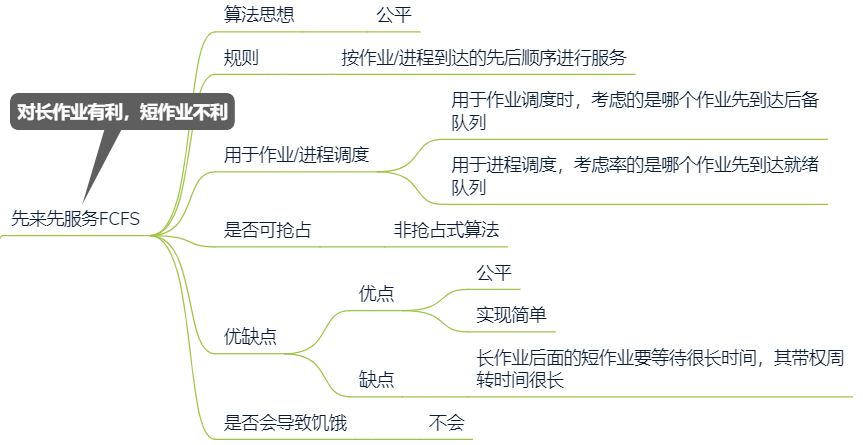 算法思想
公平
规则
按作业/进程到达的先后顺序进行服务
对长作业有利，短作业不利
用于作业/进程调度
用于作业调度时，考虑的是哪个作业先到达后备
队列
用于进程调度，考虑率的是哪个作业先到达就绪
队列
先来先服务FCFS
是否可抢占
非抢占式算法
优缺点
优点
公平
实现简单
缺点
长作业后面的短作业要等待很长时间，其带权周
转时间很长
是否会导致饥饿
不会